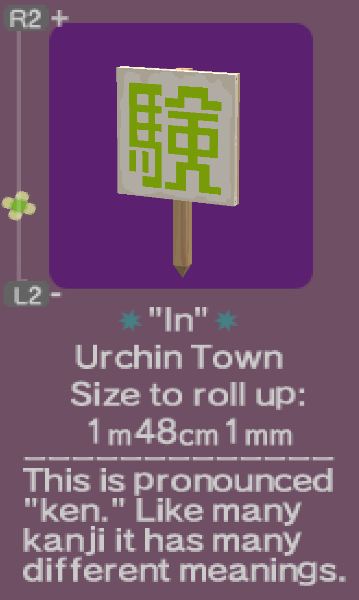 R2 +
験
L2 -
"In"
Urchin Town
Size to roll up:
1m48cm1mm
This is pronounced
"ken." Like many
kanji it has many
different meanings.